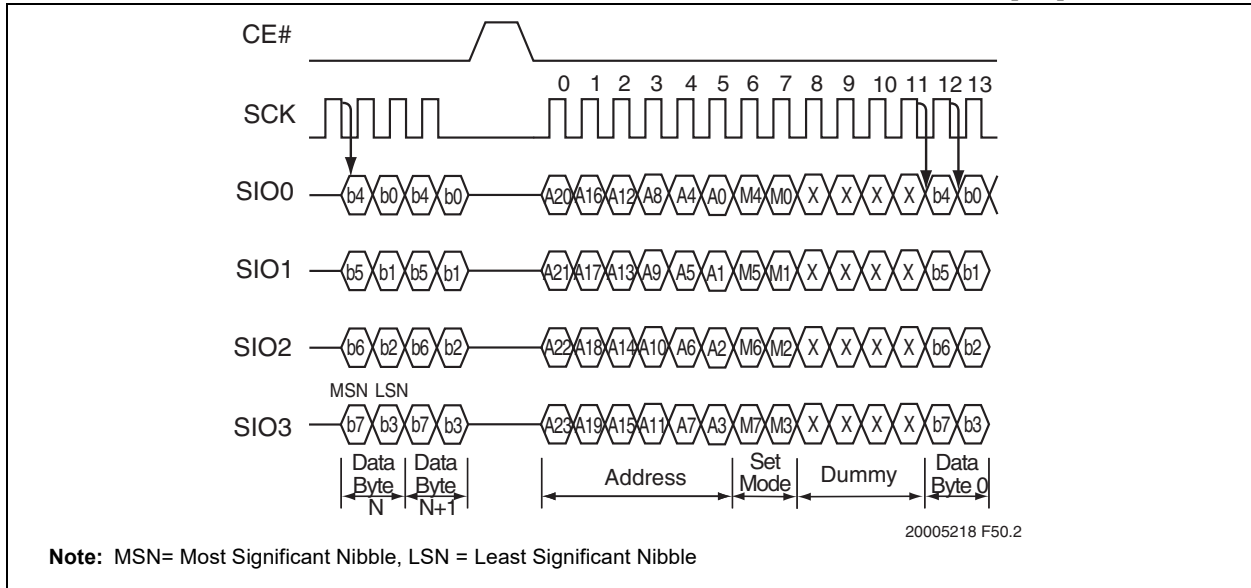 CE#
0 1 2 3 4 5 6 7 8 9 10 11 12 13
SCK
SIO0 b4 b0 b4 b0 A20 A16 A12 A8 A4 A0 M4 M0 X X X X b4 b0
SIO1 b5 b1 b5 b1 A21 A17 A13 A9 A5 A1 M5 M1 X X X X b5 b1
SIO2 b6 b2 b6 b2 A22 A18 A14 A10 A6 A2 M6 M2 X X X X b6 b2
MSN LSN
SIO3 b7 b3 b7 b3 A23 A19 A15 A11 A7 A3 M7 M3 X X X X b7 b3
Data Byte N
Data Byte N+1
Address
Set Mode
Dummy
Data Byte 0
20005218 F50.2
Note: MSN= Most Significant Nibble, LSN = Least Significant Nibble